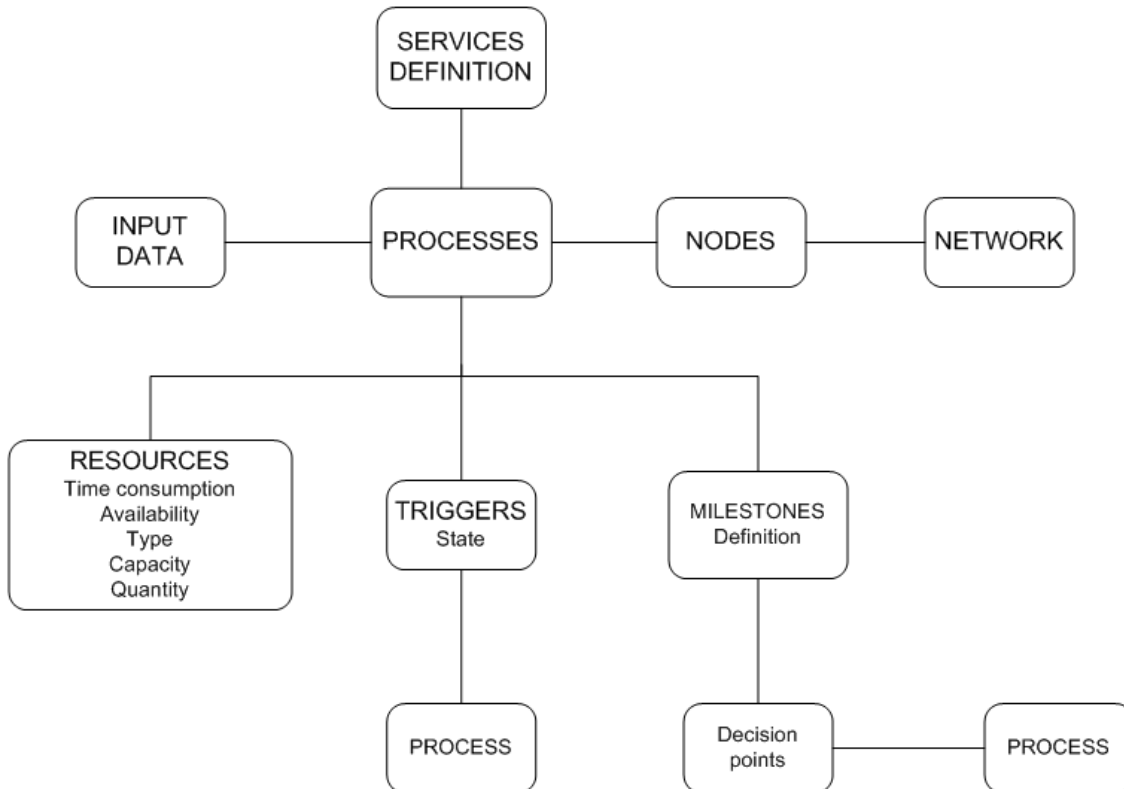 SERVICES
DEFINITION
INPUT
DATA
PROCESSES
NODES
NETWORK
RESOURCES
Time consumption
Availability
Type
Capacity
Quantity
TRIGGERS
State
MILESTONES
Definition
PROCESS
Decision
points
PROCESS